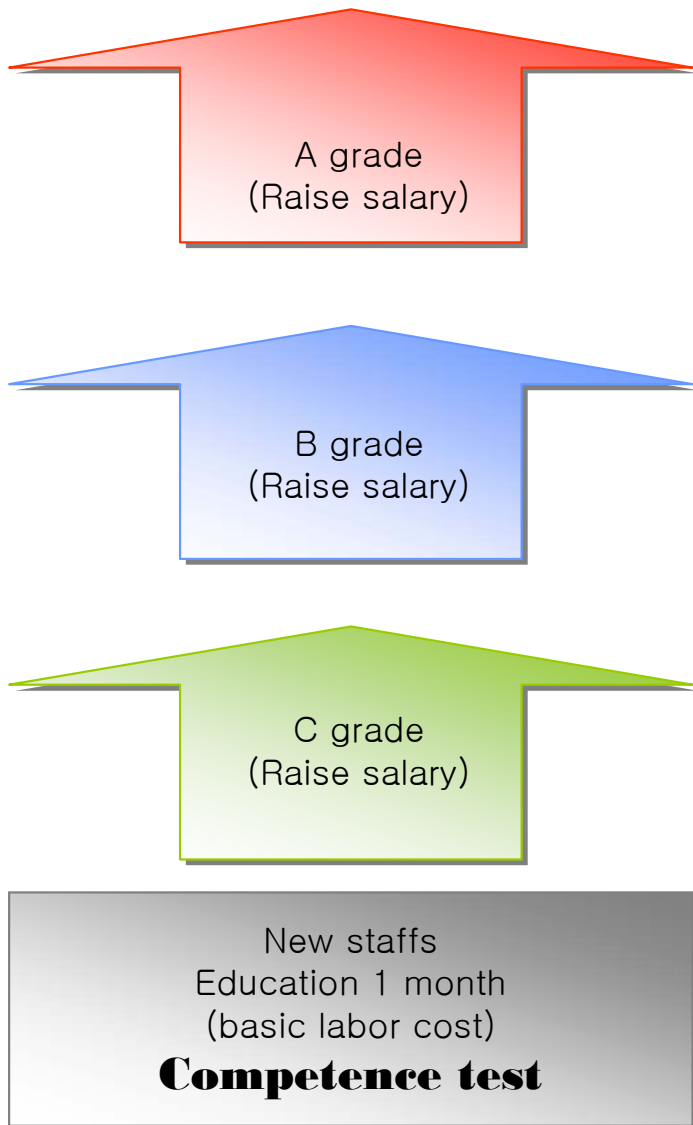 A grade
(Raise salary)
B grade
(Raise salary)
C grade
(Raise salary)
New staffs
Education 1 month
(basic labor cost)
Competence test